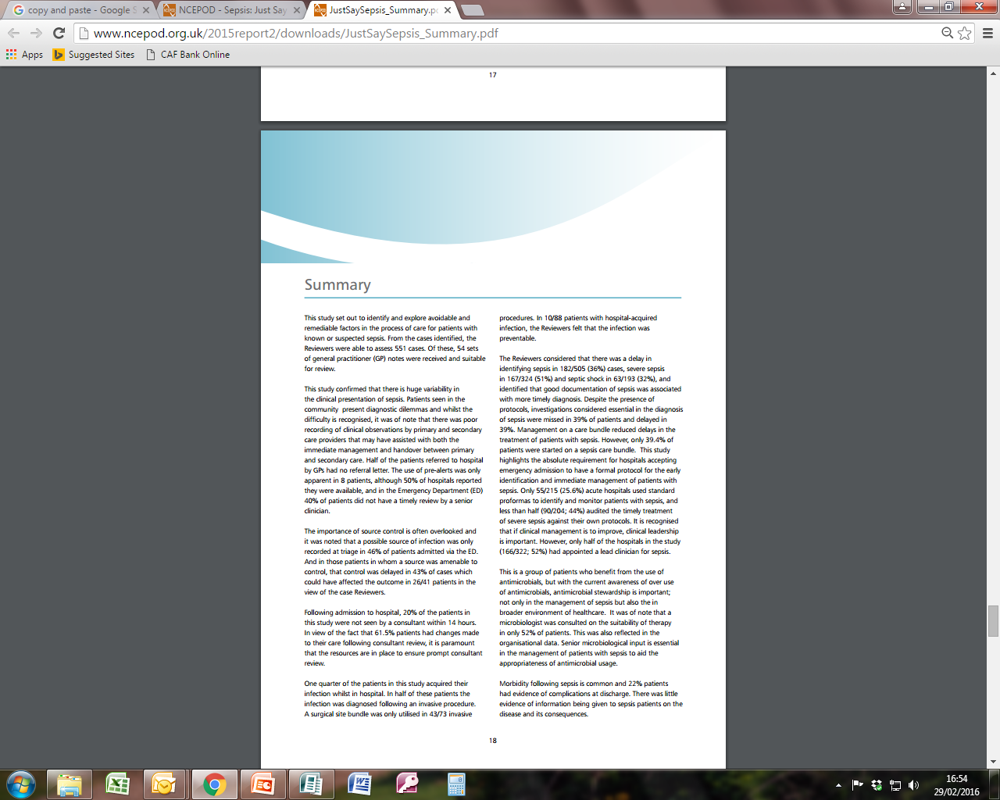 copy and paste - Google S
NCEPOD - Sepsis: Just Say
JustSaySepsis_Summary.pd
www.ncepod.org.uk/2015report2/downloads/JustSaySepsis_Summary.pdf
Apps
Suggested Sites
CAF Bank Online
17
Summary
This study set out to identify and explore avoidable and
remediable factors in the process of care for patients with
known or suspected sepsis. From the cases identified, the
Reviewers were able to assess 551 cases. Of these, 54 sets
of general practitioner (GP) notes were received and suitable
for review.
This study confirmed that there is huge variability in
the clinical presentation of sepsis. Patients seen in the
community  present diagnostic dilemmas and whilst the
difficulty is recognised, it was of note that there was poor
recording of clinical observations by primary and secondary
care providers that may have assisted with both the
immediate management and handover between primary
and secondary care. Half of the patients referred to hospital
by GPs had no referral letter. The use of pre-alerts was only
apparent in 8 patients, although 50% of hospitals reported
they were available, and in the Emergency Department (ED)
40% of patients did not have a timely review by a senior
clinician.
The importance of source control is often overlooked and
it was noted that a possible source of infection was only
recorded at triage in 46% of patients admitted via the ED.
And in those patients in whom a source was amenable to
control, that control was delayed in 43% of cases which
could have affected the outcome in 26/41 patients in the
view of the case Reviewers.
Following admission to hospital, 20% of the patients in
this study were not seen by a consultant within 14 hours.
In view of the fact that 61.5% patients had changes made
to their care following consultant review, it is paramount
that the resources are in place to ensure prompt consultant
review.
One quarter of the patients in this study acquired their
infection whilst in hospital. In half of these patients the
infection was diagnosed following an invasive procedure.
A surgical site bundle was only utilised in 43/73 invasive
procedures. In 10/88 patients with hospital-acquired
infection, the Reviewers felt that the infection was
preventable.
The Reviewers considered that there was a delay in
identifying sepsis in 182/505 (36%) cases, severe sepsis
in 167/324 (51%) and septic shock in 63/193 (32%), and
identified that good documentation of sepsis was associated
with more timely diagnosis. Despite the presence of
protocols, investigations considered essential in the diagnosis
of sepsis were missed in 39% of patients and delayed in
39%. Management on a care bundle reduced delays in the
treatment of patients with sepsis. However, only 39.4% of
patients were started on a sepsis care bundle.  This study
highlights the absolute requirement for hospitals accepting
emergency admission to have a formal protocol for the early
identification and immediate management of patients with
sepsis. Only 55/215 (25.6%) acute hospitals used standard
proformas to identify and monitor patients with sepsis, and
less than half (90/204; 44%) audited the timely treatment
of severe sepsis against their own protocols. It is recognised
that if clinical management is to improve, clinical leadership
is important. However, only half of the hospitals in the study
(166/322; 52%) had appointed a lead clinician for sepsis.
This is a group of patients who benefit from the use of
antimicrobials, but with the current awareness of over use
of antimicrobials, antimicrobial stewardship is important;
not only in the management of sepsis but also the in
broader environment of healthcare.  It was of note that a
microbiologist was consulted on the suitability of therapy
in only 52% of patients. This was also reflected in the
organisational data. Senior microbiological input is essential
in the management of patients with sepsis to aid the
appropriateness of antimicrobial usage.
Morbidity following sepsis is common and 22% patients
had evidence of complications at discharge. There was little
evidence of information being given to sepsis patients on the
disease and its consequences.
18
16:54
29/02/2016